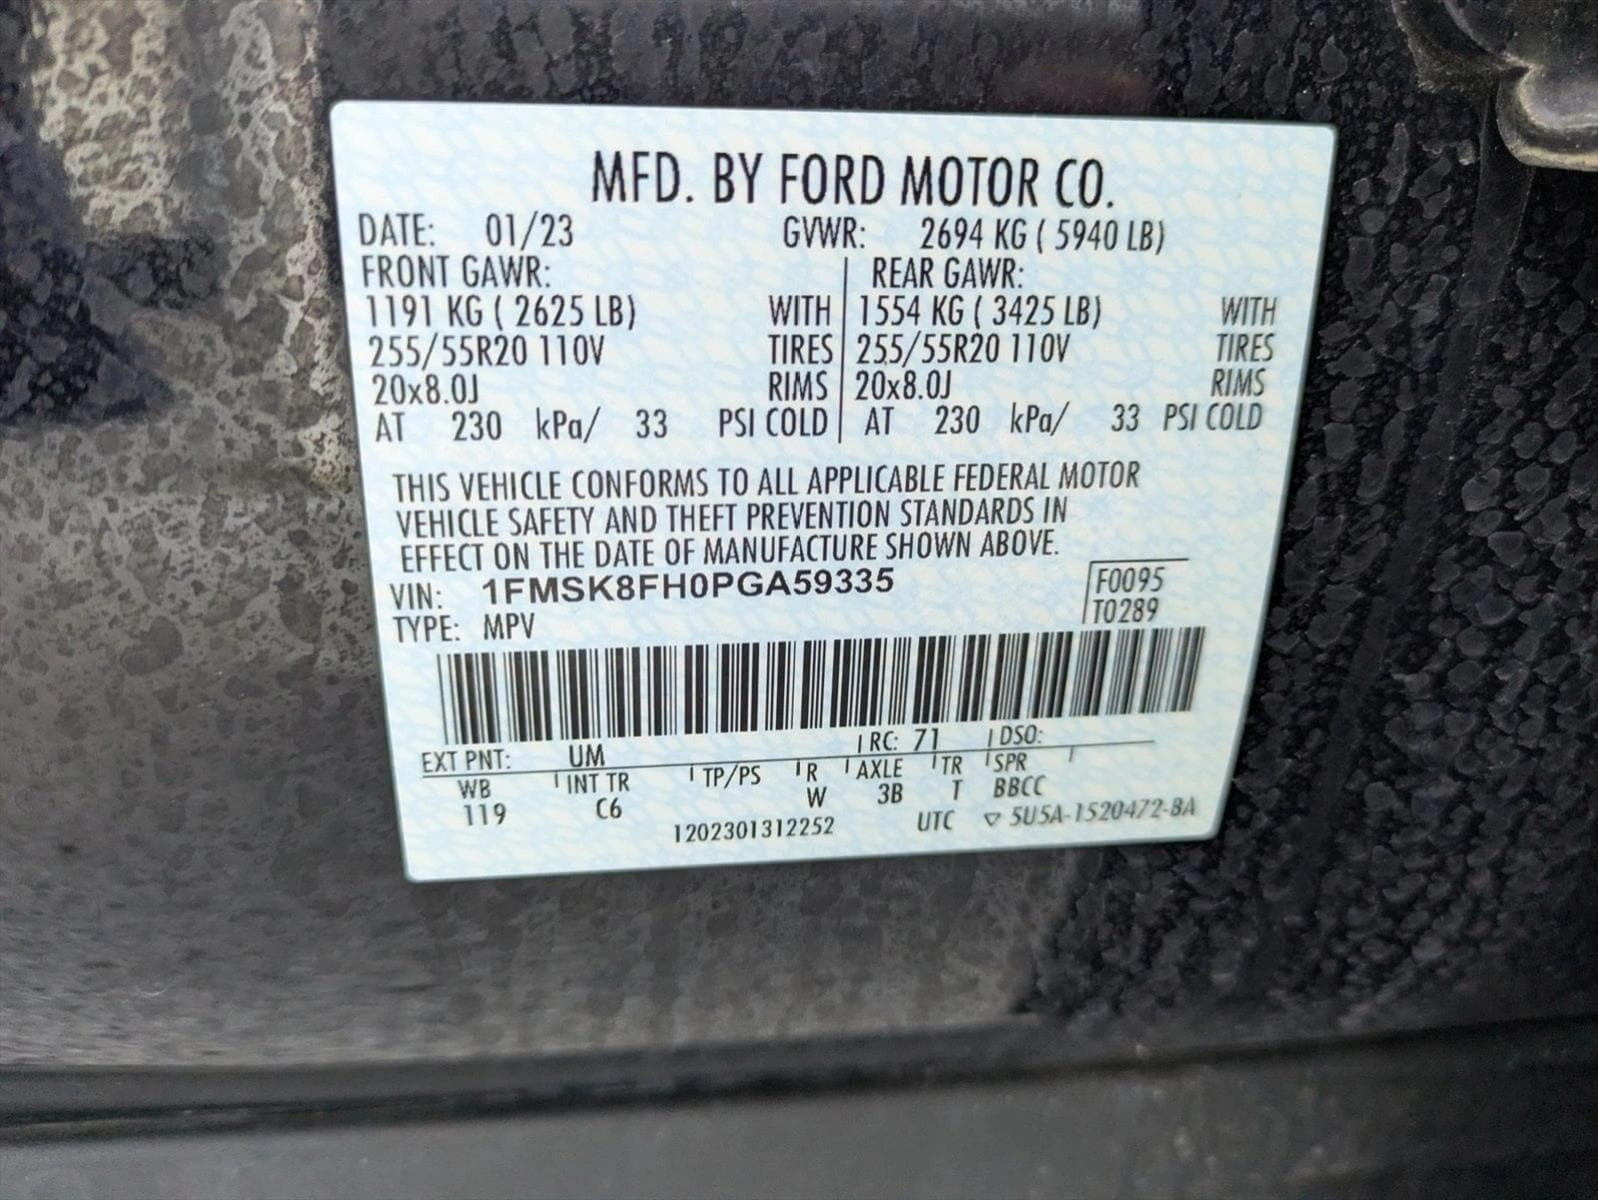 MFD. BY FORD MOTOR CO.
DATE: 01/23 GVWR: 2694 KG ( 5940 LB)
FRONT GAWR: REAR GAWR:
1191 KG ( 2625 LB) WITH 1554 KG ( 3425 LB) WITH
255/55R20 110V TIRES 255/55R20 110V TIRES
20x8.0J RIMS 20x8.0J RIMS
AT 230 kPa/ 33 PSI COLD AT 230 kPa/ 33 PSI COLD
THIS VEHICLE CONFORMS TO ALL APPLICABLE FEDERAL MOTOR
VEHICLE SAFETY AND THEFT PREVENTION STANDARDS IN
EFFECT ON THE DATE OF MANUFACTURE SHOWN ABOVE.
VIN: 1FMSK8FH0PGA59335 F0095
TYPE: MPV T0289
EXT PNT: UM RC: 71 DSO:
WB INT TR TP/PS R AXLE TR SPR
119 C6 W 3B T BBCC
1202301312252 UTC ▽ 5U5A-1520472-BA